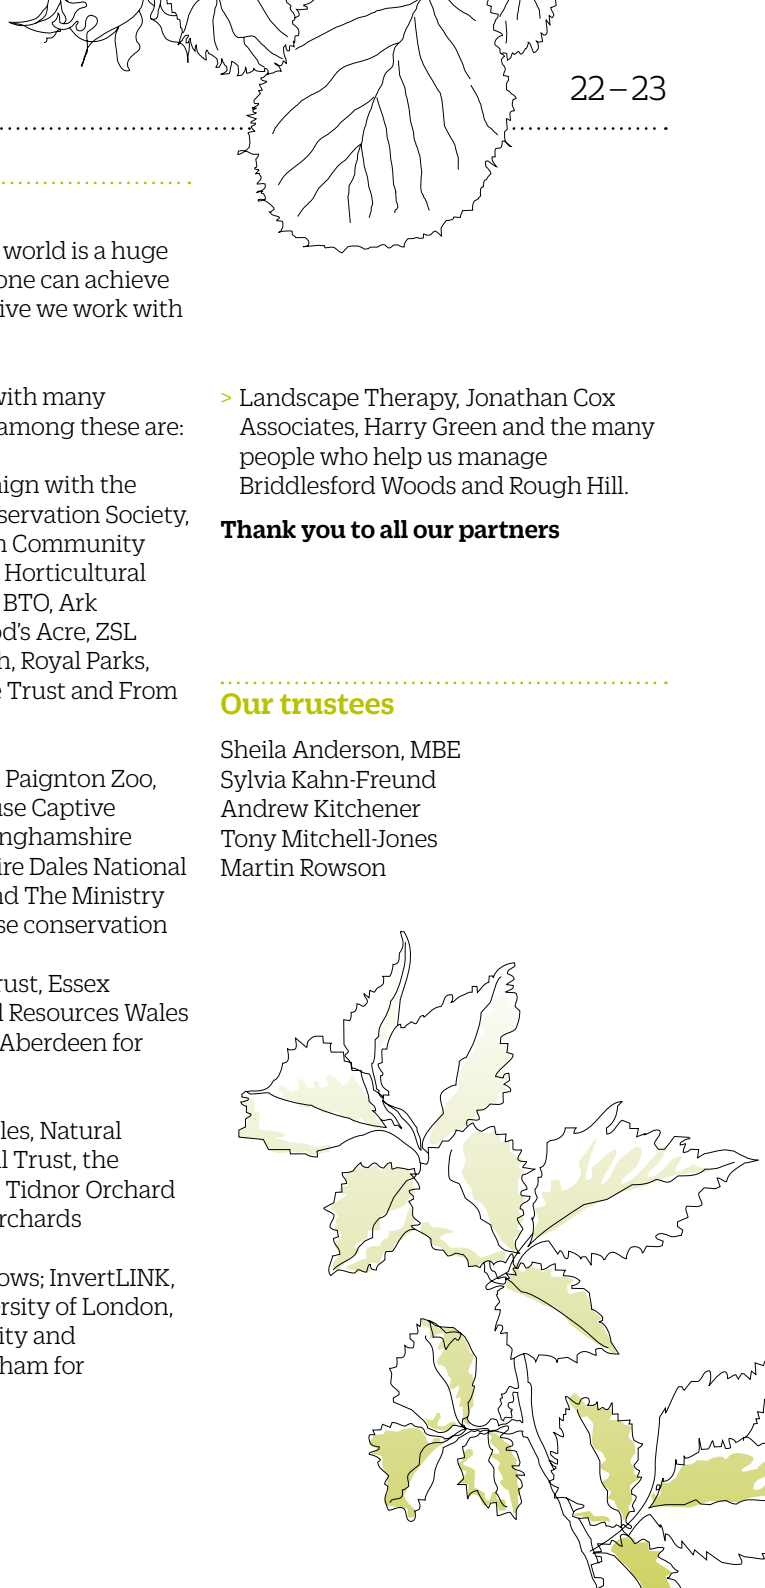 22–23
world is a huge
one can achieve
ive we work with
with many
among these are:
aign with the
servation Society,
n Community
Horticultural
BTO, Ark
od's Acre, ZSL
h, Royal Parks,
e Trust and From
Paignton Zoo,
use Captive
inghamshire
ire Dales National
nd The Ministry
se conservation
rust, Essex
l Resources Wales
Aberdeen for
les, Natural
l Trust, the
Tidnor Orchard
rchards
ows; InvertLINK,
rsity of London,
ity and
ham for
> Landscape Therapy, Jonathan Cox
Associates, Harry Green and the many
people who help us manage
Briddlesford Woods and Rough Hill.
Thank you to all our partners
Our trustees
Sheila Anderson, MBE
Sylvia Kahn-Freund
Andrew Kitchener
Tony Mitchell-Jones
Martin Rowson